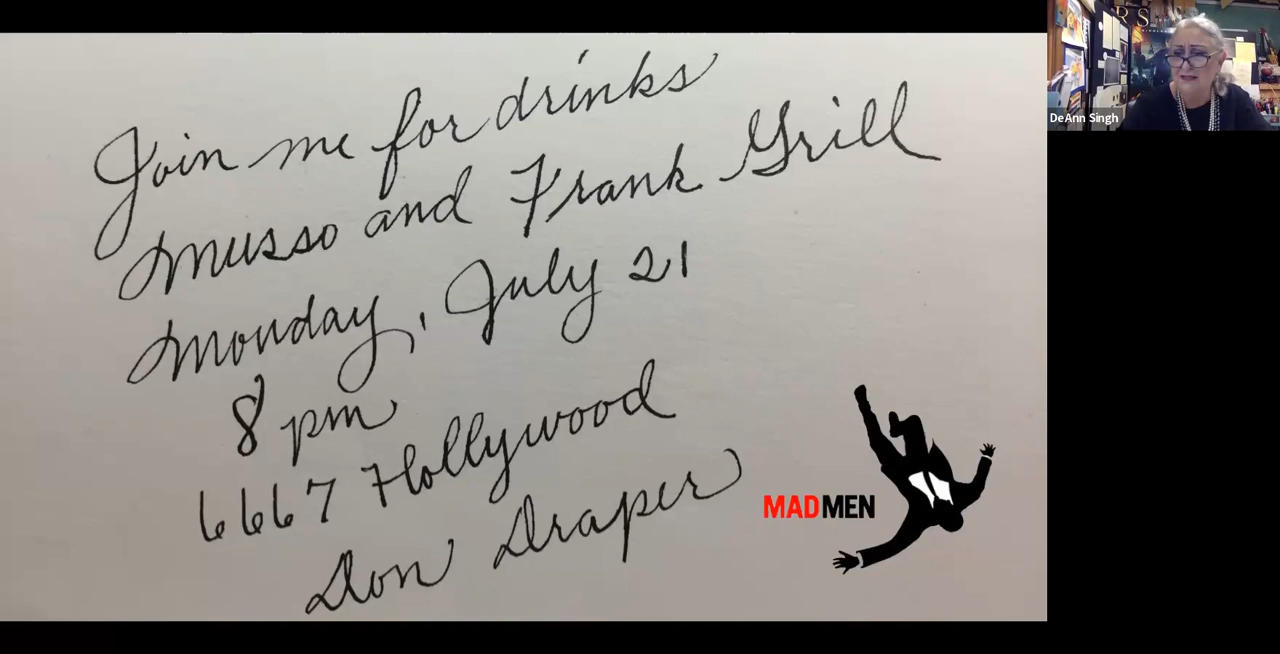 Join me for drinks
Musso and Frank Grill
Monday, July 21
8 pm
6667 Hollywood
Don Draper
MADMEN
DeAnn Singh